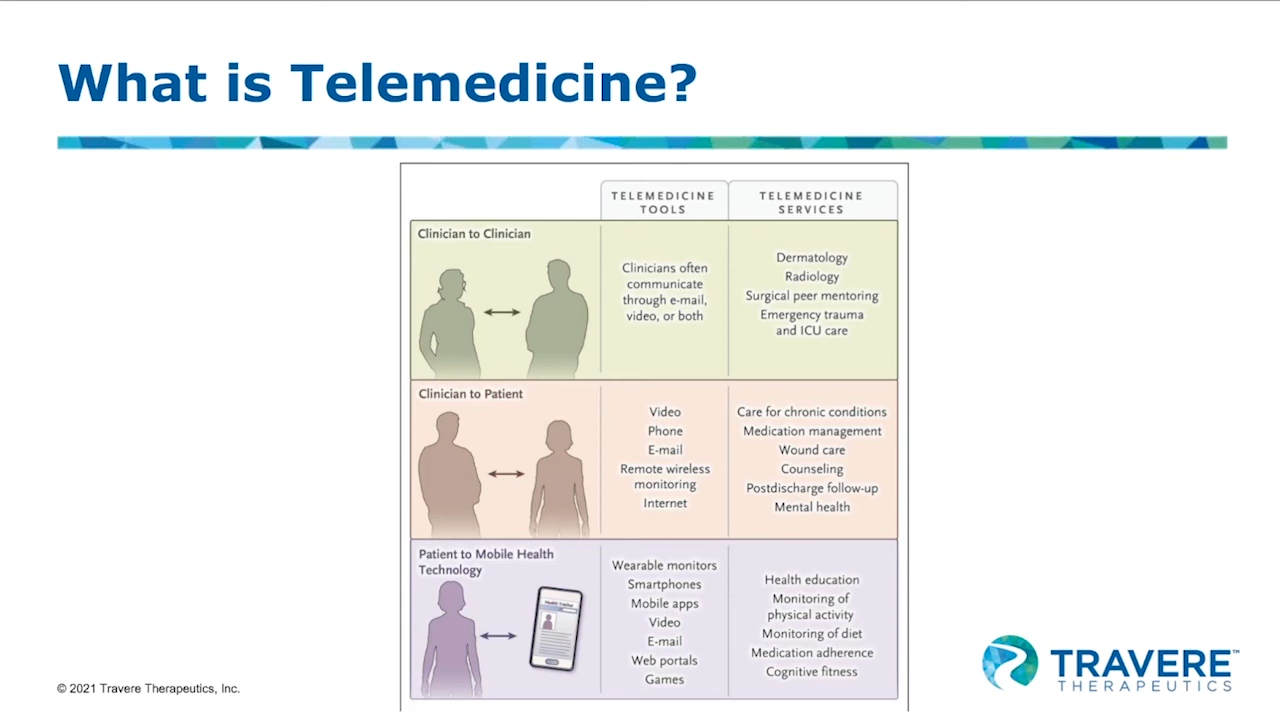 What is Telemedicine?
TELEMEDICINE
TOOLS
TELEMEDICINE
SERVICES
Clinician to Clinician
Clinicians often
communicate
through e-mail,
video, or both
Dermatology
Radiology
Surgical peer mentoring
Emergency trauma
and ICU care
Clinician to Patient
Video
Phone
E-mail
Remote wireless
monitoring
Internet
Care for chronic conditions
Medication management
Wound care
Counseling
Postdischarge follow-up
Mental health
Patient to Mobile Health
Technology
Health Tracker
Wearable monitors
Smartphones
Mobile apps
Video
E-mail
Web portals
Games
Health education
Monitoring of
physical activity
Monitoring of diet
Medication adherence
Cognitive fitness
© 2021 Travere Therapeutics, Inc.
TRAVERE™
THERAPEUTICS